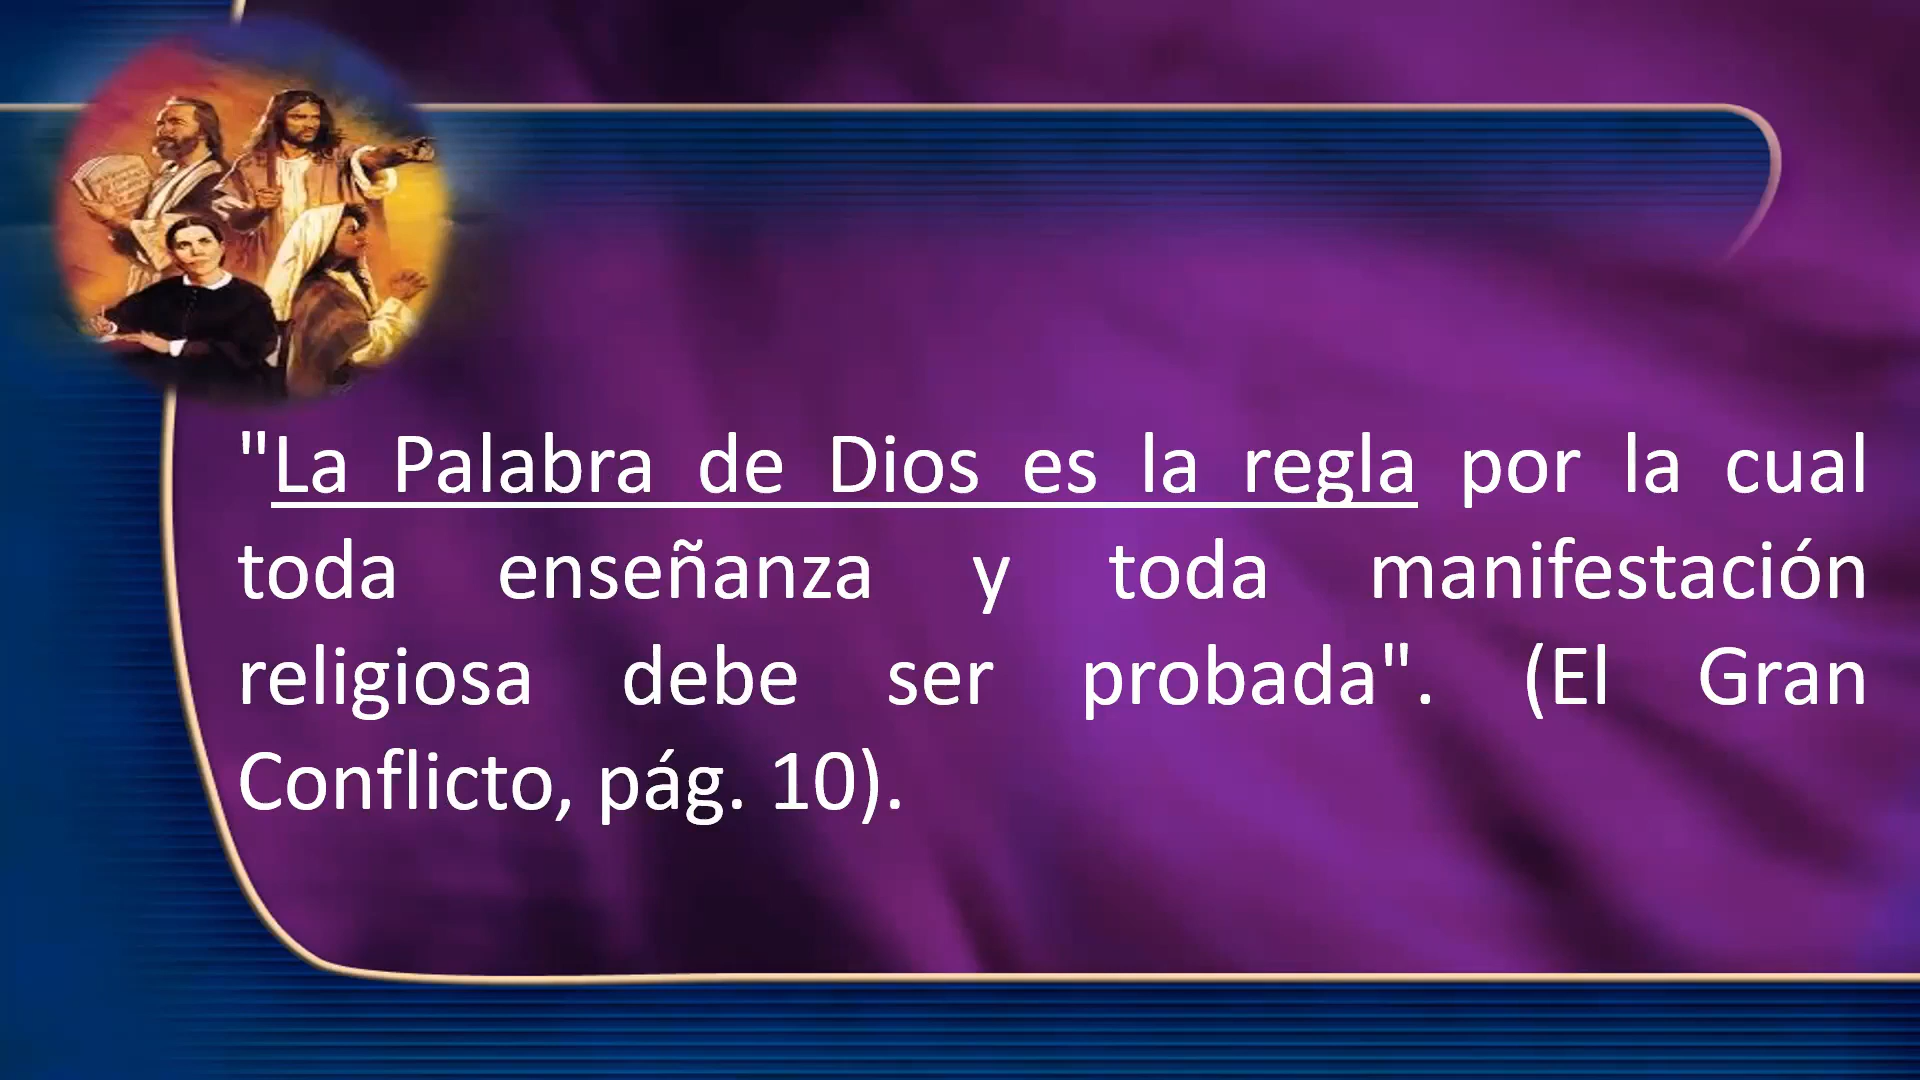 "La Palabra de Dios es la regla por la cual
toda enseñanza y toda manifestación
religiosa debe ser probada". (El Gran
Conflicto, pág. 10).